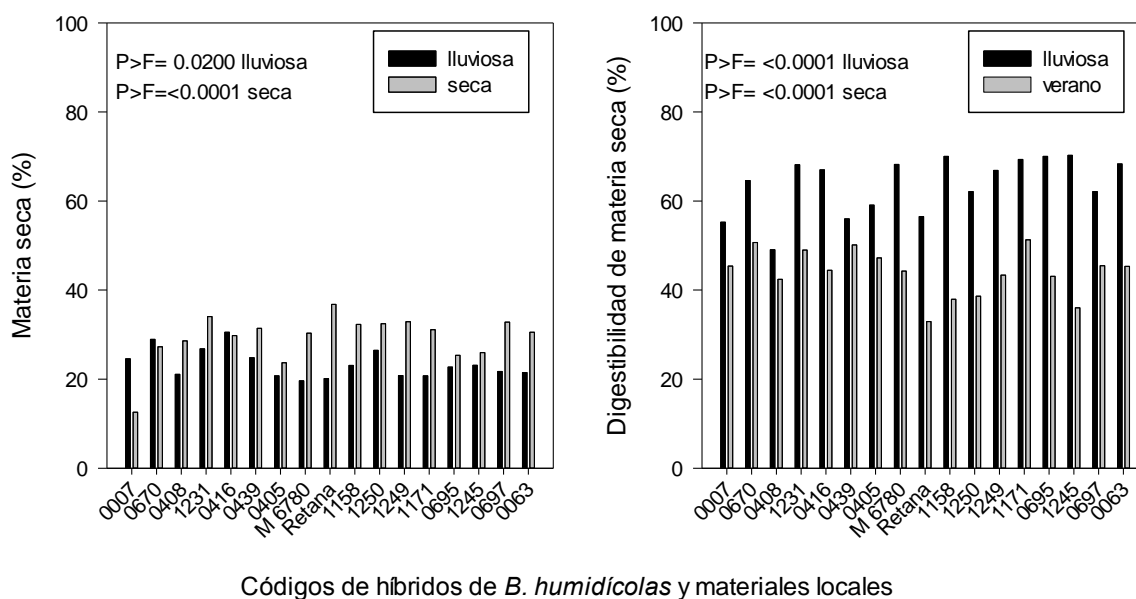 100
80
60
40
20
0
Materia seca (%)
P>F= 0.0200 lluviosa
P>F=<0.0001 seca
lluviosa
seca
0007
0670
0408
1231
0416
0439
0405
M 6780
Retana
1158
1250
1249
1171
0695
1245
0697
0063
100
80
60
40
20
0
Digestibilidad de materia seca (%)
P>F= <0.0001 lluviosa
P>F= <0.0001 seca
lluviosa
verano
0007
0670
0408
1231
0416
0439
0405
M 6780
Retana
1158
1250
1249
1171
0695
1245
0697
0063
Códigos de híbridos de B. humidícolas y materiales locales